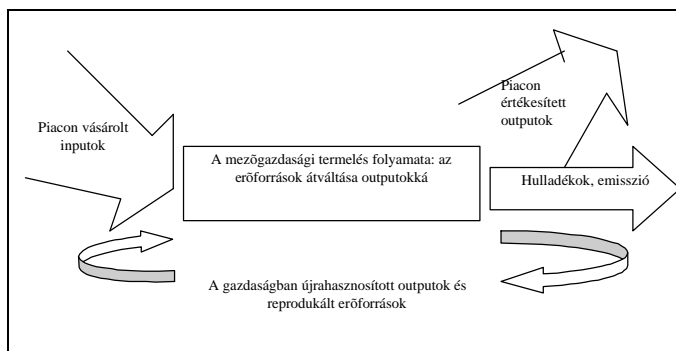 Piacon vásárolt
inputok
A mezõgazdasági termelés folyamata: az
erõforrások átváltása outputokká
Piacon
értékesített
outputok
Hulladékok, emisszió
A gazdaságban újrahasznosított outputok és
reprodukált erõforrások